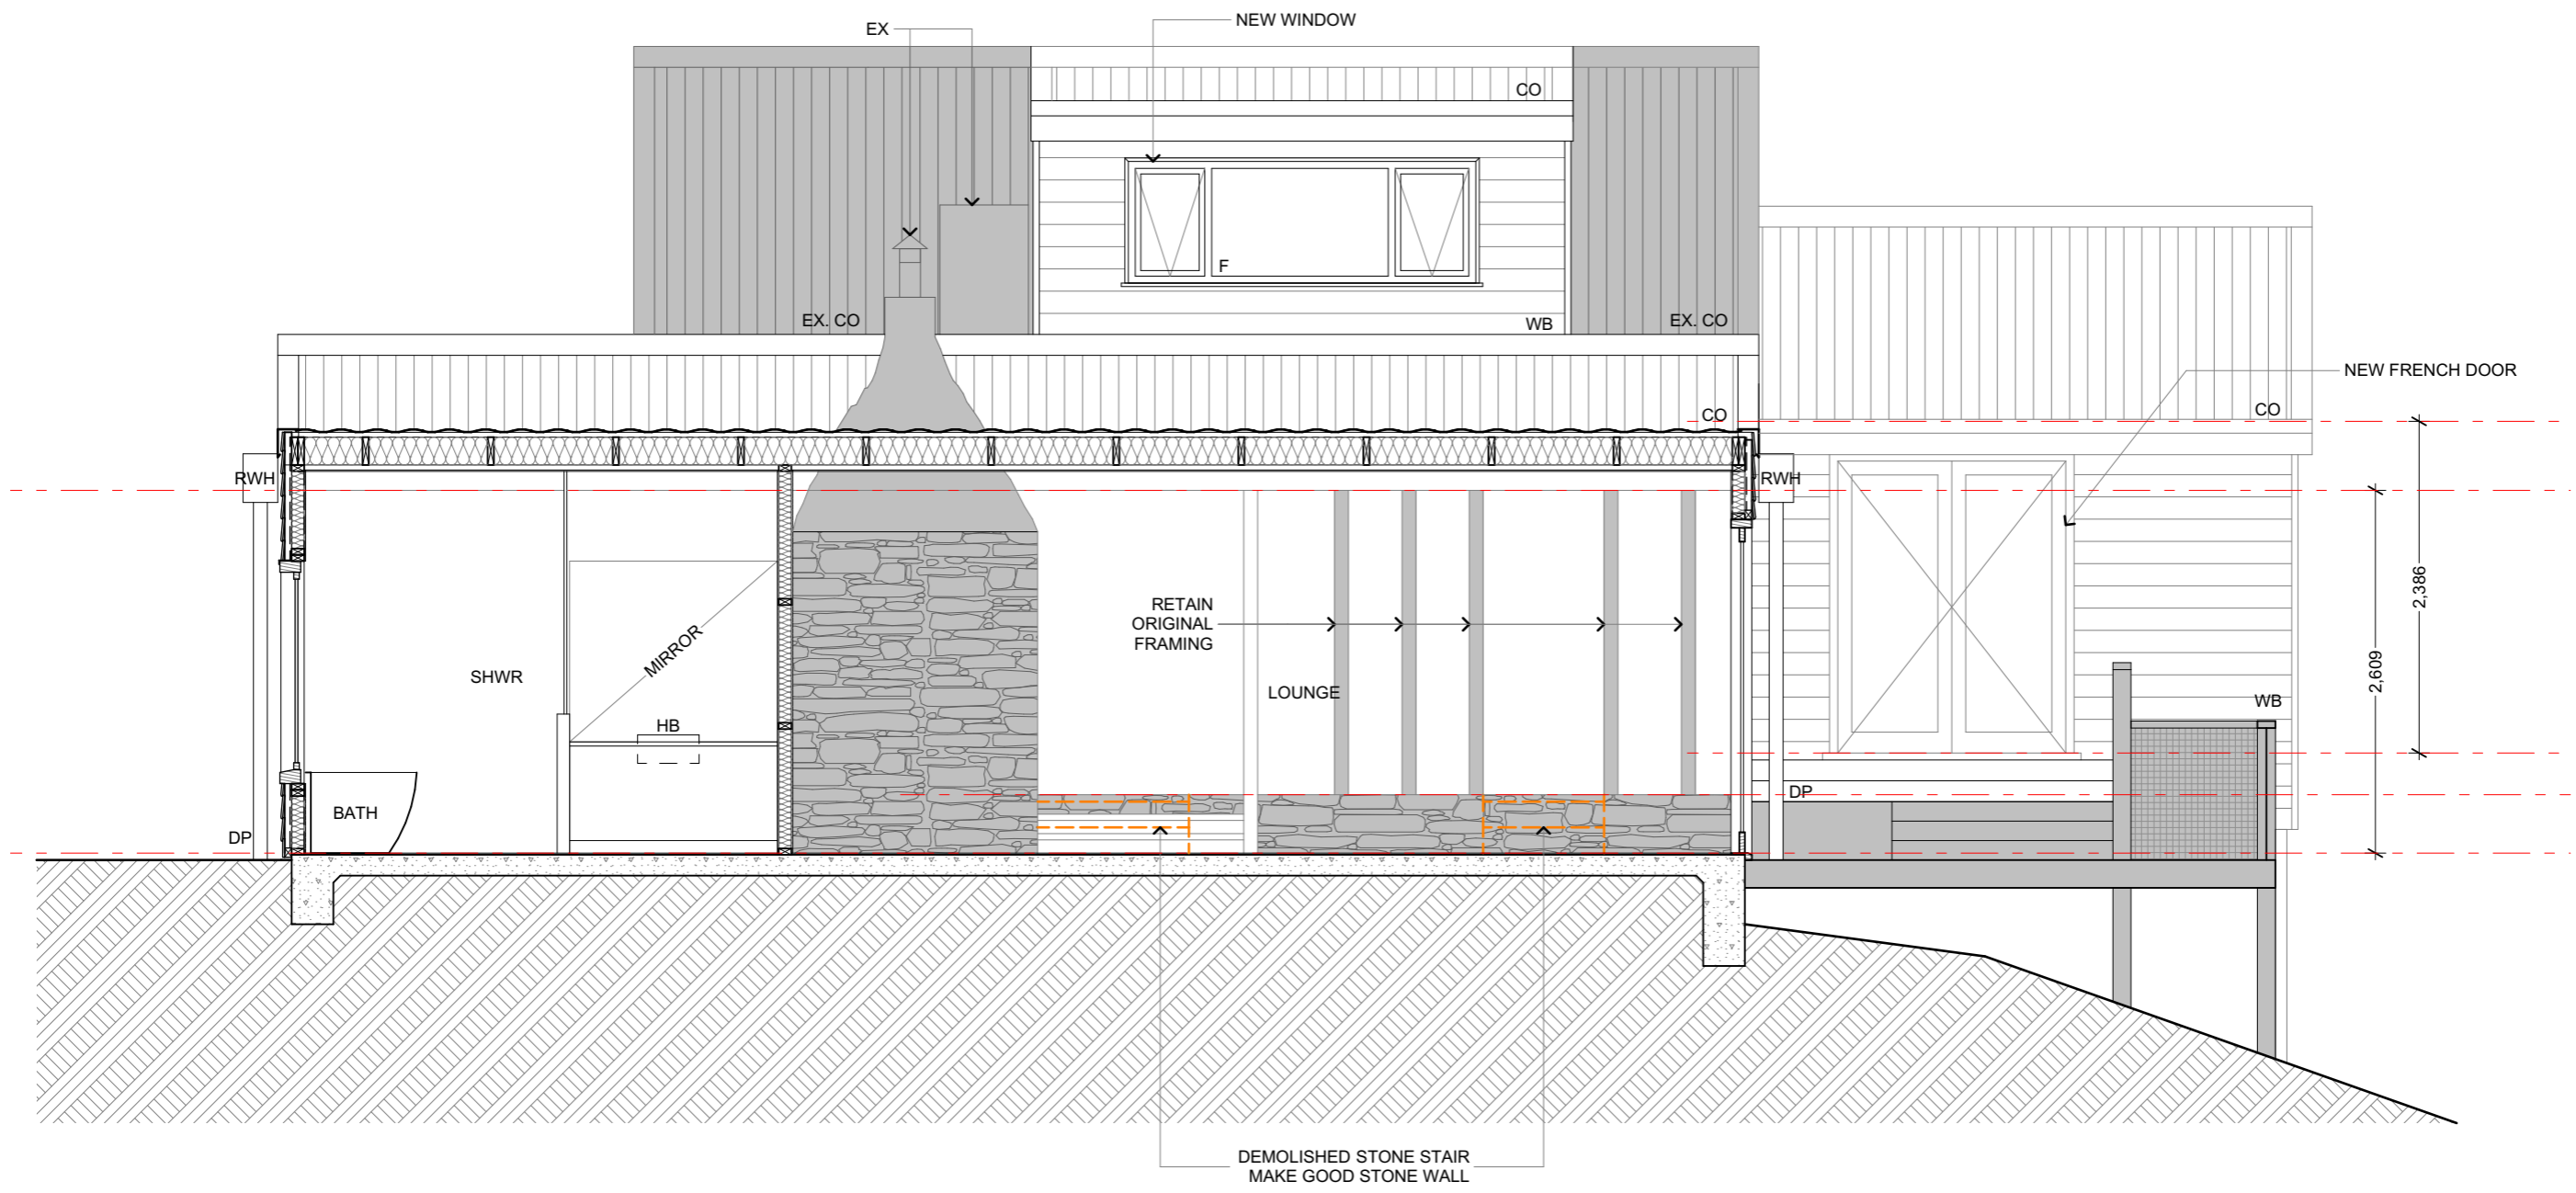 EX
NEW WINDOW
CO
F
EX. CO
WB
EX. CO
NEW FRENCH DOOR
CO
CO
RWH
RWH
RETAIN
ORIGINAL
FRAMING
2,386
MIRROR
SHWR
LOUNGE
2,609
HB
WB
DP
BATH
DP
DEMOLISHED STONE STAIR
MAKE GOOD STONE WALL